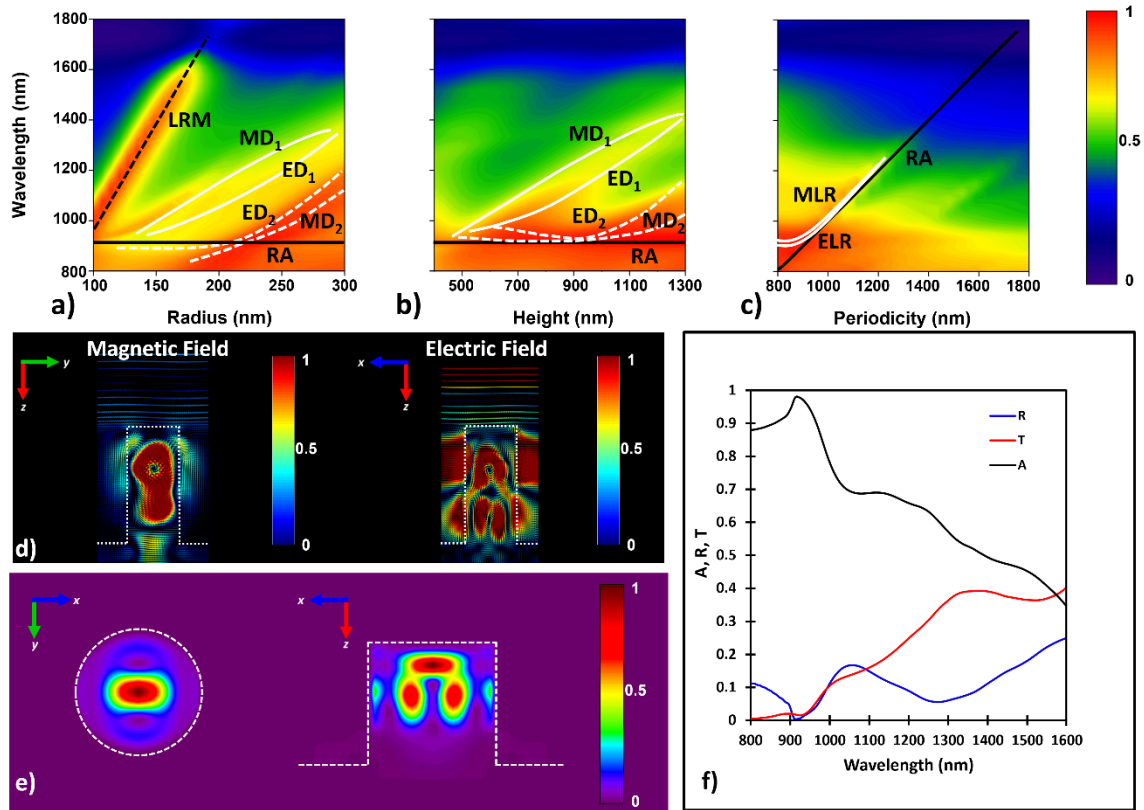 1800
1600
1400
1200
1000
800
Wavelength (nm)
LRM
MD1
ED1
ED2
MD2
RA
100
150
200
250
300
a)
Radius (nm)
MD1
ED1
ED2
MD2
RA
500
700
900
1100
1300
b)
Height (nm)
RA
MLR
ELR
800
1000
1200
1400
1600
1800
c)
Periodicity (nm)
1
0.5
0
Magnetic Field
Electric Field
y
z
1
0.5
0
x
z
1
0.5
0
d)
x
y
x
z
1
0.5
0
e)
1
0.9
0.8
0.7
0.6
0.5
0.4
0.3
0.2
0.1
0
A, R, T
R
T
A
800 900 1000 1100 1200 1300 1400 1500 1600
Wavelength (nm)
f)